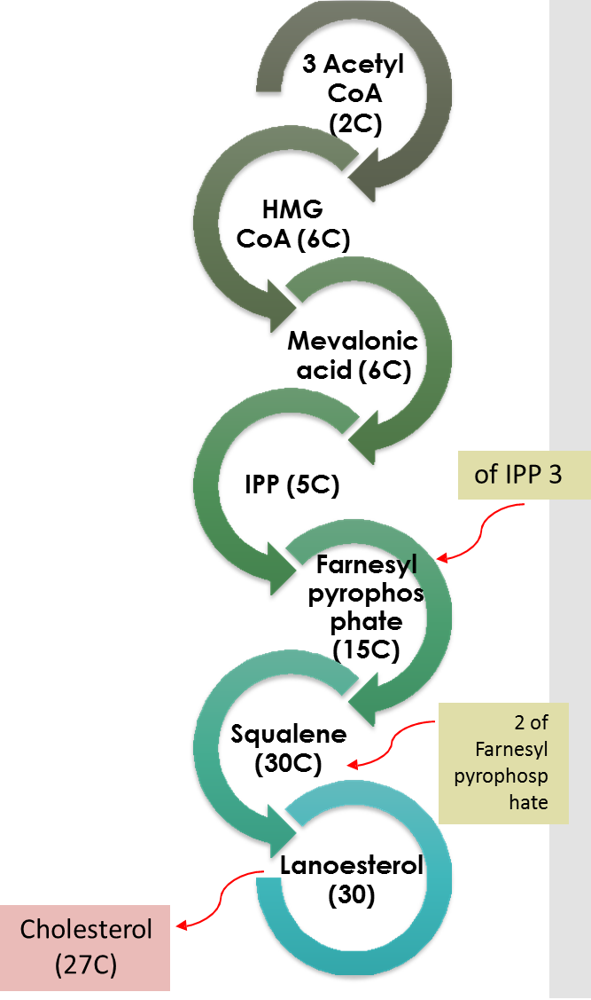 3 Acetyl
CoA
(2C)
HMG
CoA (6C)
Mevalonic
acid (6C)
IPP (5C)
of IPP 3
Farnesyl
pyrophos
phate
(15C)
Squalene
(30C)
2 of
Farnesyl
pyrophosp
hate
Lanoesterol
(30)
Cholesterol
(27C)